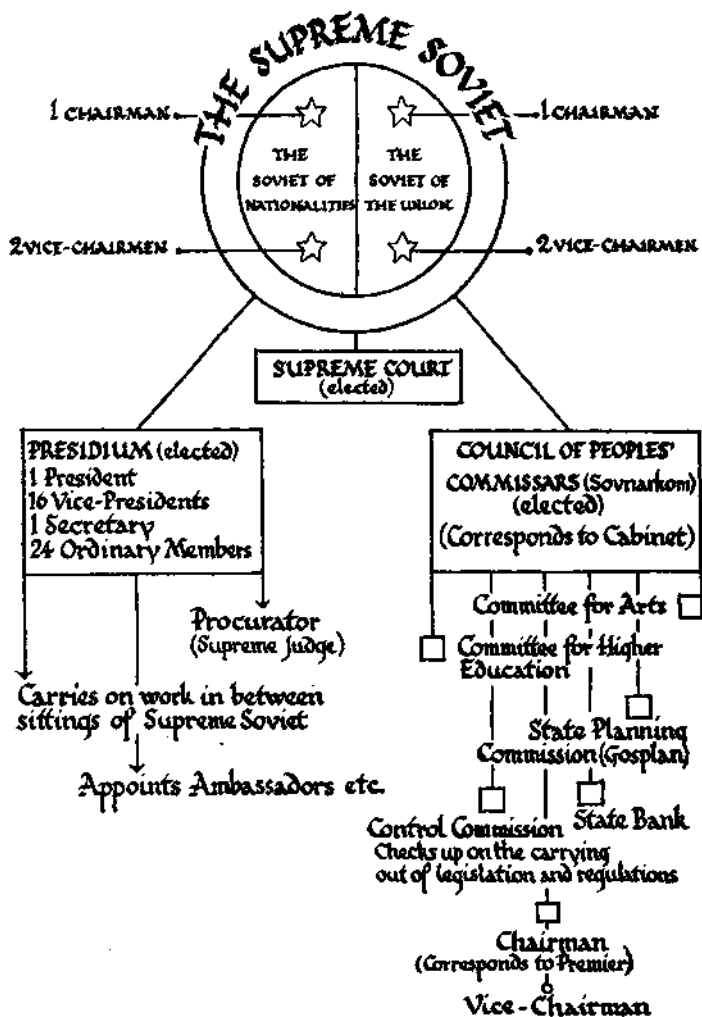 THE SUPREME SOVIET
1 CHAIRMAN
1 CHAIRMAN
THE
SOVIET OF
NATIONALITIES
THE
SOVIET OF
THE UNION
2 VICE-CHAIRMEN
2 VICE-CHAIRMEN
SUPREME COURT
(elected)
PRESIDIUM (elected)
1 President
16 Vice-Presidents
1 Secretary
24 Ordinary Members
Procurator
(Supreme Judge)
Carries on work in between
sittings of Supreme Soviet
Appoints Ambassadors etc.
COUNCIL OF PEOPLES'
COMMISSARS (Sovnarkom)
(elected)
(Corresponds to Cabinet)
Committee for Arts
Committee for Higher
Education
State Planning
Commission (Gosplan)
State Bank
Control Commission
Checks up on the carrying
out of legislation and regulations
Chairman
(Corresponds to Premier)
Vice-Chairman